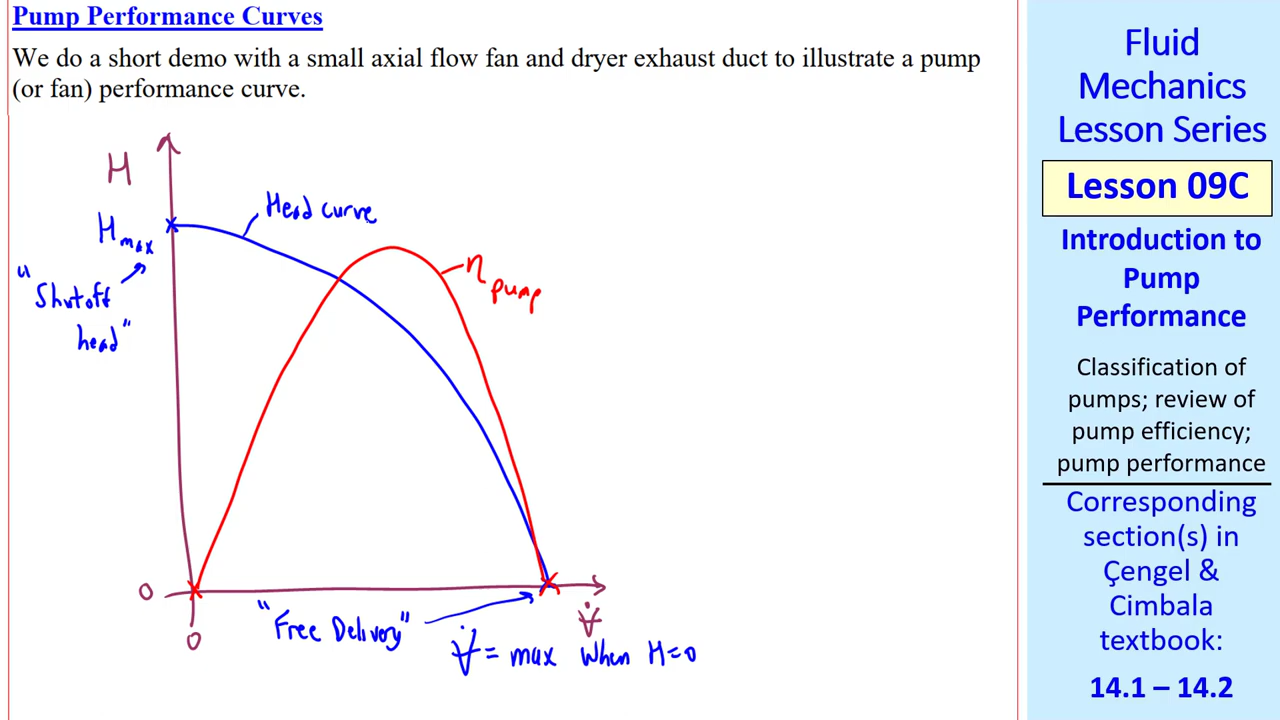 Pump Performance Curves
We do a short demo with a small axial flow fan and dryer exhaust duct to illustrate a pump
(or fan) performance curve.
H
Head curve
Hmax
"Shutoff
head"
ηpump
0
0
"Free Delivery"
V̇
V̇ = max when H=0
Fluid
Mechanics
Lesson Series
Lesson 09C
Introduction to
Pump
Performance
Classification of
pumps; review of
pump efficiency;
pump performance
Corresponding
section(s) in
Çengel &
Cimbala
textbook:
14.1 – 14.2